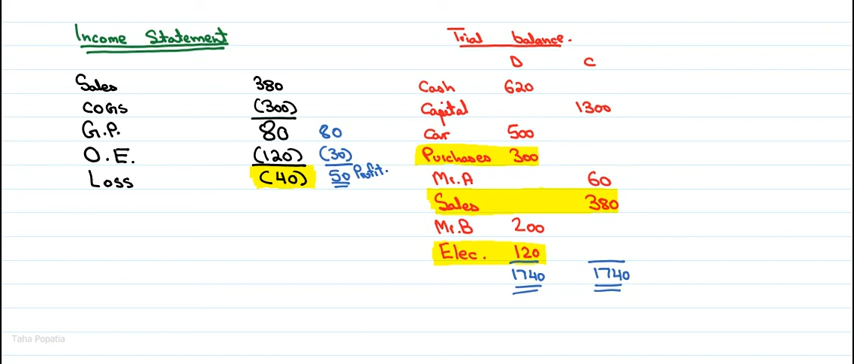 Income Statement
Sales 380
COGS (300)
G.P. 80 80
O.E. (120) (30)
Loss (40) 50 Profit.
Trial balance.
D C
Cash 620
Capital 1300
Car 500
Purchases 300
Mr.A 60
Sales 380
Mr.B 200
Elec. 120
1740 1740
Taha Popatia